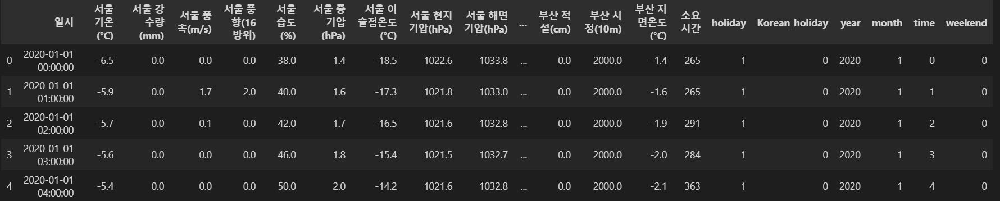 일시 서울 기온 (°C) 서울 강수량 (mm) 서울 풍속(m/s) 서울 풍향(16방위) 서울 습도 (%) 서울 증기압 (hPa) 서울 이슬점온도 (°C) 서울 현지기압(hPa) 서울 해면기압(hPa) ... 부산 적설(cm) 부산 시정(10m) 부산 지면온도 (°C) 소요시간 holiday Korean_holiday year month time weekend
0 2020-01-01 00:00:00 -6.5 0.0 0.0 0.0 38.0 1.4 -18.5 1022.6 1033.8 ... 0.0 2000.0 -1.4 265 1 0 2020 1 0 0
1 2020-01-01 01:00:00 -5.9 0.0 1.7 2.0 40.0 1.6 -17.3 1021.8 1033.0 ... 0.0 2000.0 -1.6 265 1 0 2020 1 1 0
2 2020-01-01 02:00:00 -5.7 0.0 0.1 0.0 42.0 1.7 -16.5 1021.6 1032.8 ... 0.0 2000.0 -1.9 291 1 0 2020 1 2 0
3 2020-01-01 03:00:00 -5.6 0.0 0.0 0.0 46.0 1.8 -15.4 1021.5 1032.7 ... 0.0 2000.0 -2.0 284 1 0 2020 1 3 0
4 2020-01-01 04:00:00 -5.4 0.0 0.0 0.0 50.0 2.0 -14.2 1021.6 1032.8 ... 0.0 2000.0 -2.1 363 1 0 2020 1 4 0